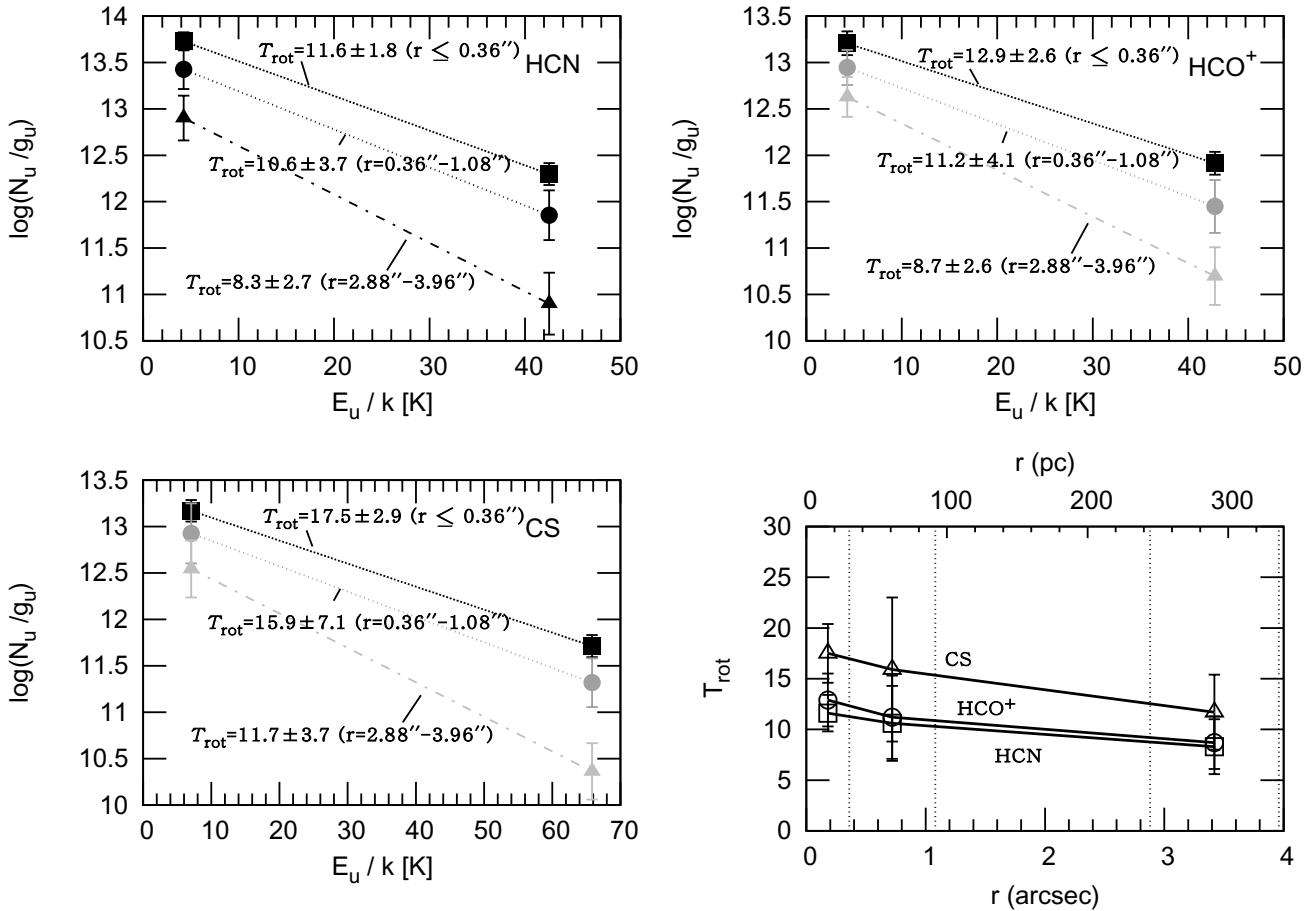 14
13.5
13
12.5
12
11.5
11
10.5
log(N_u /g_u)
T_rot=11.6±1.8 (r ≤ 0.36″)
HCN
T_rot=10.6±3.7 (r=0.36″−1.08″)
T_rot=8.3±2.7 (r=2.88″−3.96″)
0 10 20 30 40 50
E_u / k [K]
13.5
13
12.5
12
11.5
11
10.5
10
log(N_u /g_u)
T_rot=12.9±2.6 (r ≤ 0.36″)
HCO⁺
T_rot=11.2±4.1 (r=0.36″−1.08″)
T_rot=8.7±2.6 (r=2.88″−3.96″)
0 10 20 30 40 50
E_u / k [K]
13.5
13
12.5
12
11.5
11
10.5
10
log(N_u /g_u)
T_rot=17.5±2.9 (r ≤ 0.36″)
CS
T_rot=15.9±7.1 (r=0.36″−1.08″)
T_rot=11.7±3.7 (r=2.88″−3.96″)
0 10 20 30 40 50 60 70
E_u / k [K]
r (pc)
0 100 200 300
30
25
20
15
10
5
0
T_rot
CS
HCO⁺
HCN
0 1 2 3 4
r (arcsec)